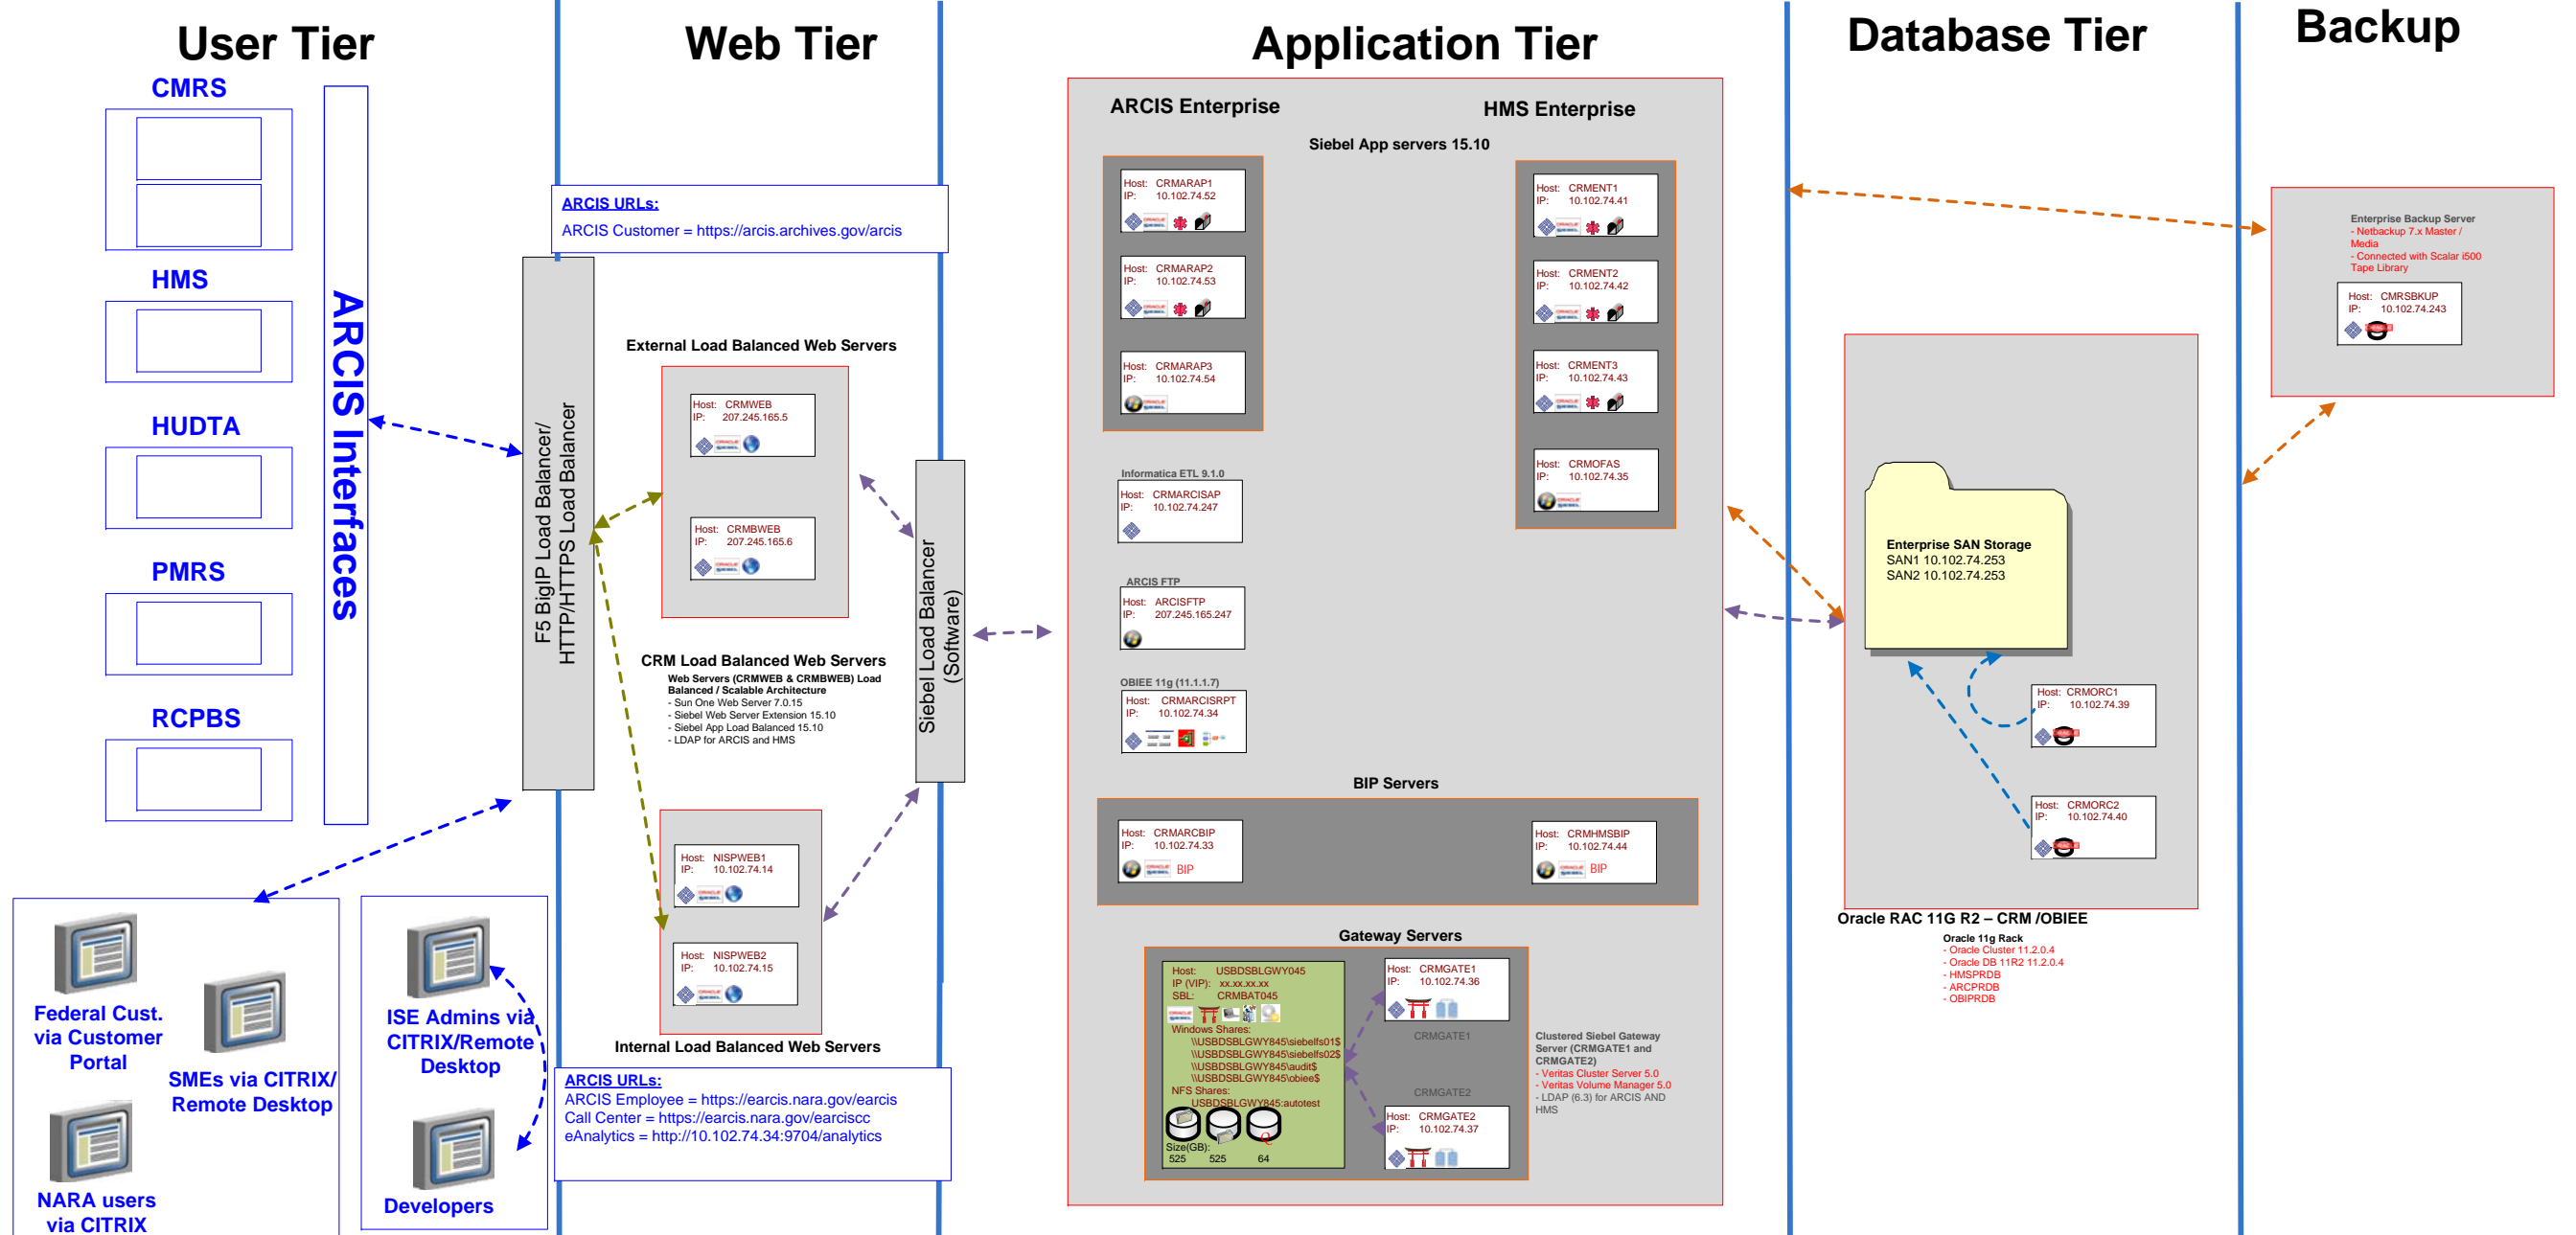 User Tier
Web Tier
Application Tier
Database Tier
Backup
CMRS
HMS
HUDTA
PMRS
RCPBS
ARCIS Interfaces
Federal Cust.
via Customer
Portal
SMEs via CITRIX/
Remote Desktop
NARA users
via CITRIX
ISE Admins via
CITRIX/Remote
Desktop
Developers
F5 BigIP Load Balancer/
HTTP/HTTPS Load Balancer
ARCIS URLs:
ARCIS Customer = https://arcis.archives.gov/arcis
External Load Balanced Web Servers
Host: CRMWEB
IP: 207.245.165.5
Host: CRMBWEB
IP: 207.245.165.6
CRM Load Balanced Web Servers
Web Servers (CRMWEB & CRMBWEB) Load
Balanced / Scalable Architecture
- Sun One Web Server 7.0.15
- Siebel Web Server Extension 15.10
- Siebel App Load Balanced 15.10
- LDAP for ARCIS and HMS
Host: NISPWEB1
IP: 10.102.74.14
Host: NISPWEB2
IP: 10.102.74.15
Internal Load Balanced Web Servers
ARCIS URLs:
ARCIS Employee = https://earcis.nara.gov/earcis
Call Center = https://earcis.nara.gov/earciscc
eAnalytics = http://10.102.74.34:9704/analytics
Siebel Load Balancer
(Software)
ARCIS Enterprise
HMS Enterprise
Siebel App servers 15.10
Host: CRMARAP1
IP: 10.102.74.52
Host: CRMARAP2
IP: 10.102.74.53
Host: CRMARAP3
IP: 10.102.74.54
Host: CRMENT1
IP: 10.102.74.41
Host: CRMENT2
IP: 10.102.74.42
Host: CRMENT3
IP: 10.102.74.43
Host: CRMOFAS
IP: 10.102.74.35
Informatica ETL 9.1.0
Host: CRMARCISAP
IP: 10.102.74.247
ARCIS FTP
Host: ARCISFTP
IP: 207.245.165.247
OBIEE 11g (11.1.1.7)
Host: CRMARCISRPT
IP: 10.102.74.34
BIP Servers
Host: CRMARCBIP
IP: 10.102.74.33
BIP
Host: CRMHMSBIP
IP: 10.102.74.44
BIP
Gateway Servers
Host: USBDSBLGWY045
IP (VIP): xx.xx.xx.xx
SBL: CRMBAT045
Windows Shares:
\\USBDSBLGWY845\siebelfs01$
\\USBDSBLGWY845\siebelfs02$
\\USBDSBLGWY845\audit$
\\USBDSBLGWY845\obiee$
NFS Shares:
USBDSBLGWY845:autotest
Q
Size(GB):
525 525 64
Host: CRMGATE1
IP: 10.102.74.36
CRMGATE1
CRMGATE2
Host: CRMGATE2
IP: 10.102.74.37
Clustered Siebel Gateway
Server (CRMGATE1 and
CRMGATE2)
- Veritas Cluster Server 5.0
- Veritas Volume Manager 5.0
- LDAP (6.3) for ARCIS AND
HMS
Enterprise SAN Storage
SAN1 10.102.74.253
SAN2 10.102.74.253
Host: CRMORC1
IP: 10.102.74.39
Host: CRMORC2
IP: 10.102.74.40
Oracle RAC 11G R2 – CRM /OBIEE
Oracle 11g Rack
- Oracle Cluster 11.2.0.4
- Oracle DB 11R2 11.2.0.4
- HMSPRDB
- ARCPRDB
- OBIPRDB
Enterprise Backup Server
- Netbackup 7.x Master /
Media
- Connected with Scalar i500
Tape Library
Host: CMRSBKUP
IP: 10.102.74.243